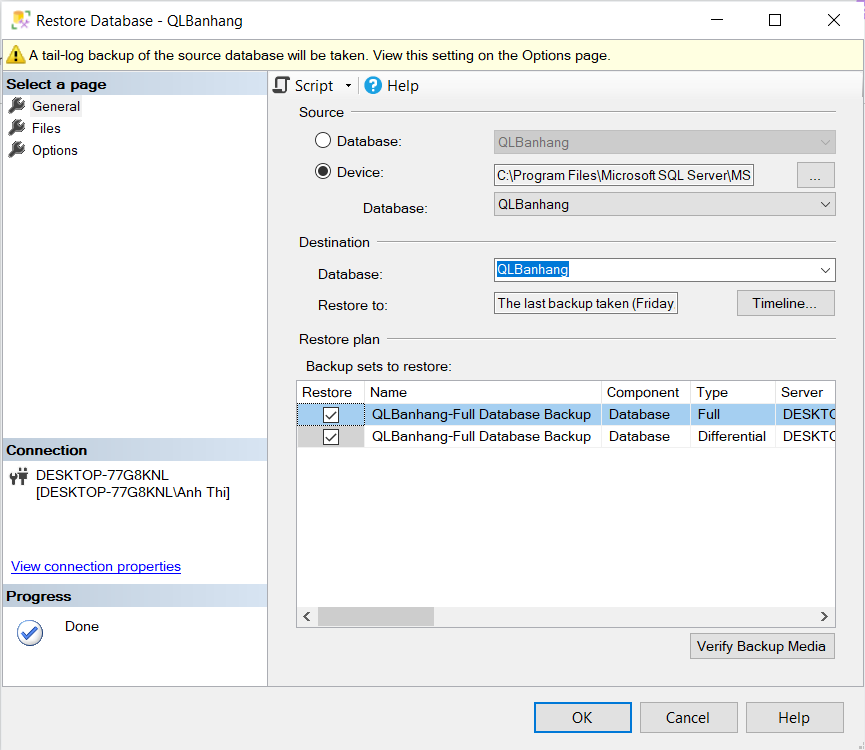 Restore Database - QLBanhang
A tail-log backup of the source database will be taken. View this setting on the Options page.
Select a page
General
Files
Options
Script
Help
Source
Database:
QLBanhang
Device:
C:\Program Files\Microsoft SQL Server\MS
...
Database:
QLBanhang
Destination
Database:
QLBanhang
Restore to:
The last backup taken (Friday,
Timeline...
Restore plan
Backup sets to restore:
Restore Name Component Type Server
QLBanhang-Full Database Backup Database Full DESKTO
QLBanhang-Full Database Backup Database Differential DESKTO
Connection
DESKTOP-77G8KNL
[DESKTOP-77G8KNL\Anh Thi]
View connection properties
Progress
Done
Verify Backup Media
OK Cancel Help